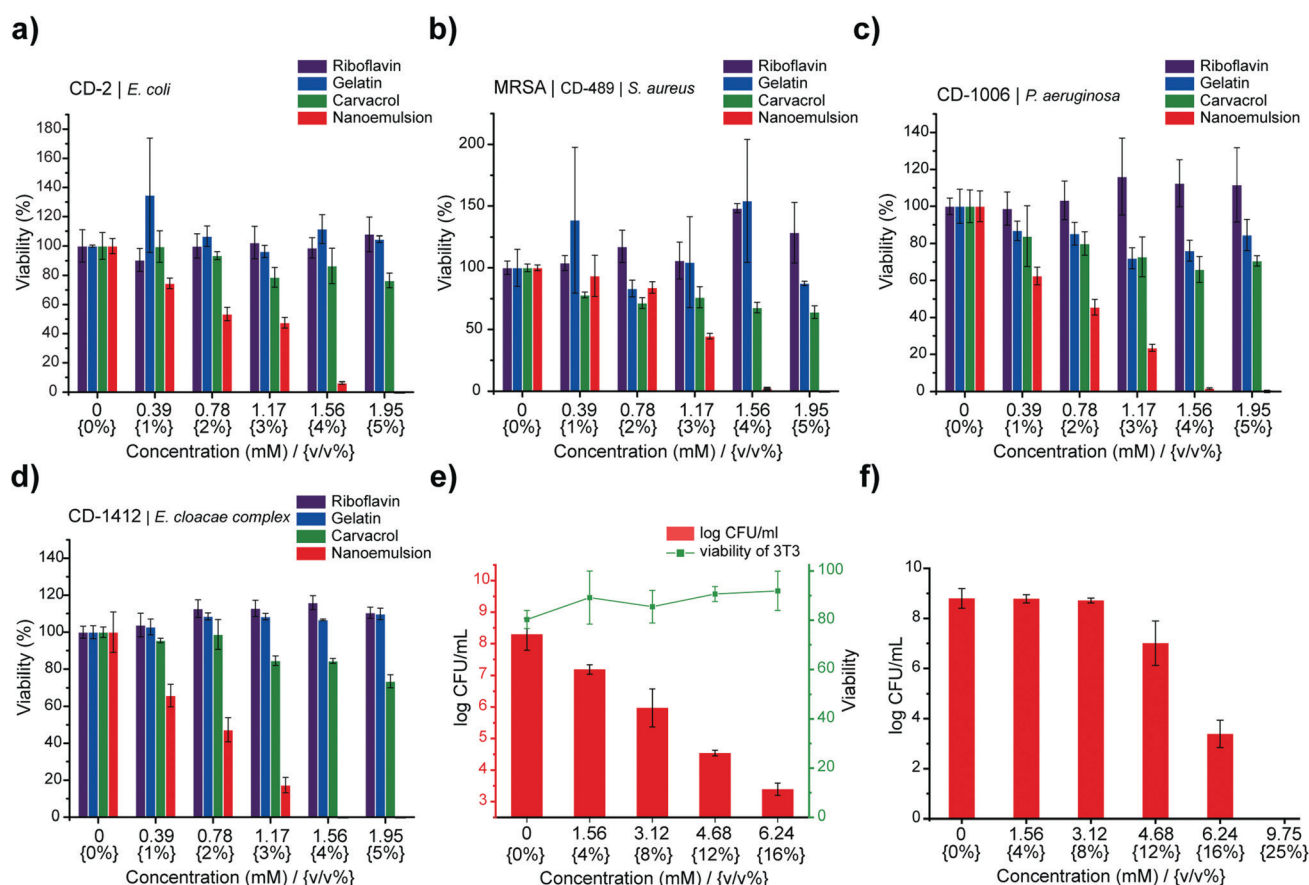 a)
CD-2 | E. coli
Riboflavin
Gelatin
Carvacrol
Nanoemulsion
Viability (%)
180
160
140
120
100
80
60
40
20
0
0 0.39 0.78 1.17 1.56 1.95
{0%} {1%} {2%} {3%} {4%} {5%}
Concentration (mM) / {v/v%}
b)
MRSA | CD-489 | S. aureus
Riboflavin
Gelatin
Carvacrol
Nanoemulsion
Viability (%)
200
150
100
50
0
0 0.39 0.78 1.17 1.56 1.95
{0%} {1%} {2%} {3%} {4%} {5%}
Concentration (mM) / {v/v%}
c)
CD-1006 | P. aeruginosa
Riboflavin
Gelatin
Carvacrol
Nanoemulsion
Viability (%)
140
120
100
80
60
40
20
0
0 0.39 0.78 1.17 1.56 1.95
{0%} {1%} {2%} {3%} {4%} {5%}
Concentration (mM) / {v/v%}
d)
CD-1412 | E. cloacae complex
Riboflavin
Gelatin
Carvacrol
Nanoemulsion
Viability (%)
140
120
100
80
60
40
20
0
0 0.39 0.78 1.17 1.56 1.95
{0%} {1%} {2%} {3%} {4%} {5%}
Concentration (mM) / {v/v%}
e)
log CFU/ml
viability of 3T3
log CFU/mL
10
9
8
7
6
5
4
3
Viability
100
80
60
40
20
0
0 1.56 3.12 4.68 6.24
{0%} {4%} {8%} {12%} {16%}
Concentration (mM) / {v/v%}
f)
log CFU/mL
10
8
6
4
2
0
0 1.56 3.12 4.68 6.24 9.75
{0%} {4%} {8%} {12%} {16%} {25%}
Concentration (mM) / {v/v%}